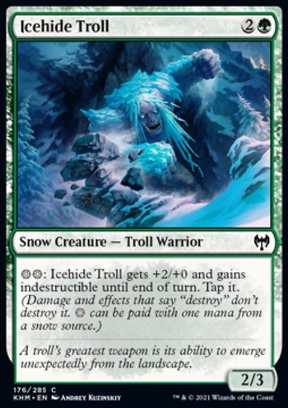 Icehide Troll 2
Snow Creature — Troll Warrior
: Icehide Troll gets +2/+0 and gains
indestructible until end of turn. Tap it.
(Damage and effects that say "destroy" don't
destroy it. can be paid with one mana from
a snow source.)
A troll's greatest weapon is its ability to emerge
unexpectedly from the landscape.
176/285 C
KHM • EN Andrey Kuzinskiy
2/3
™ & © 2021 Wizards of the Coast